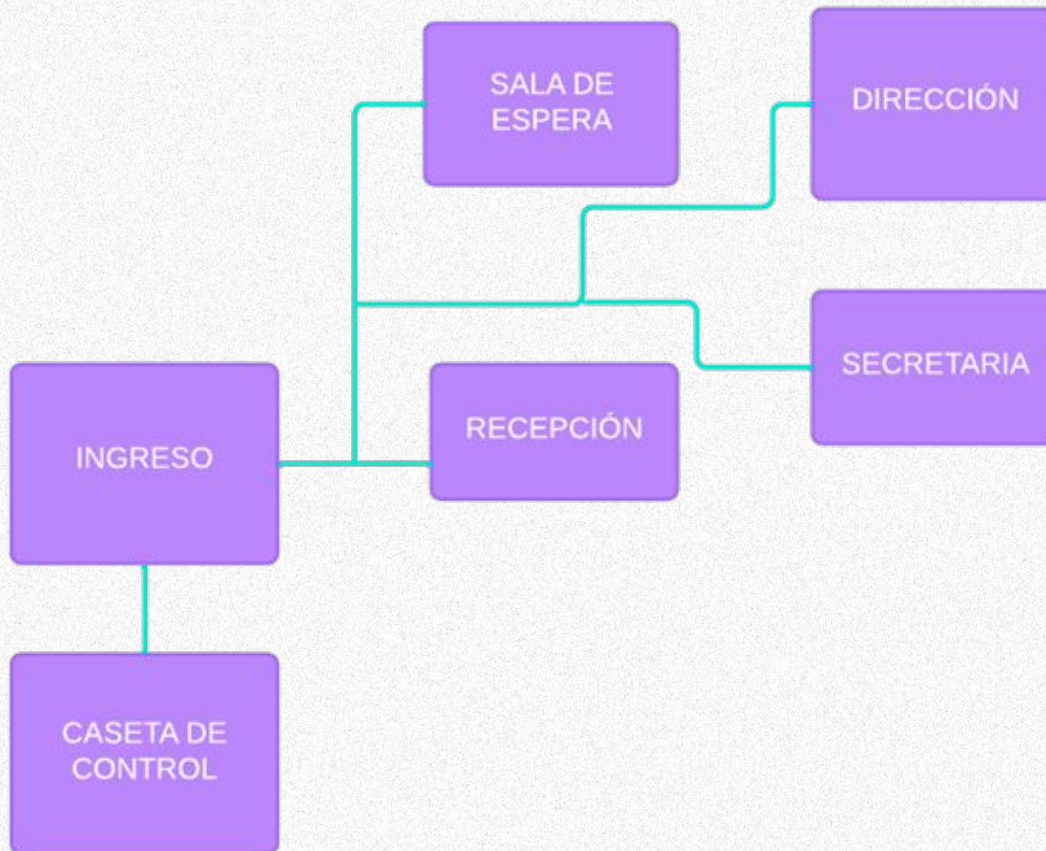 SALA DE
ESPERA
DIRECCIÓN
SECRETARIA
RECEPCIÓN
INGRESO
CASETA DE
CONTROL